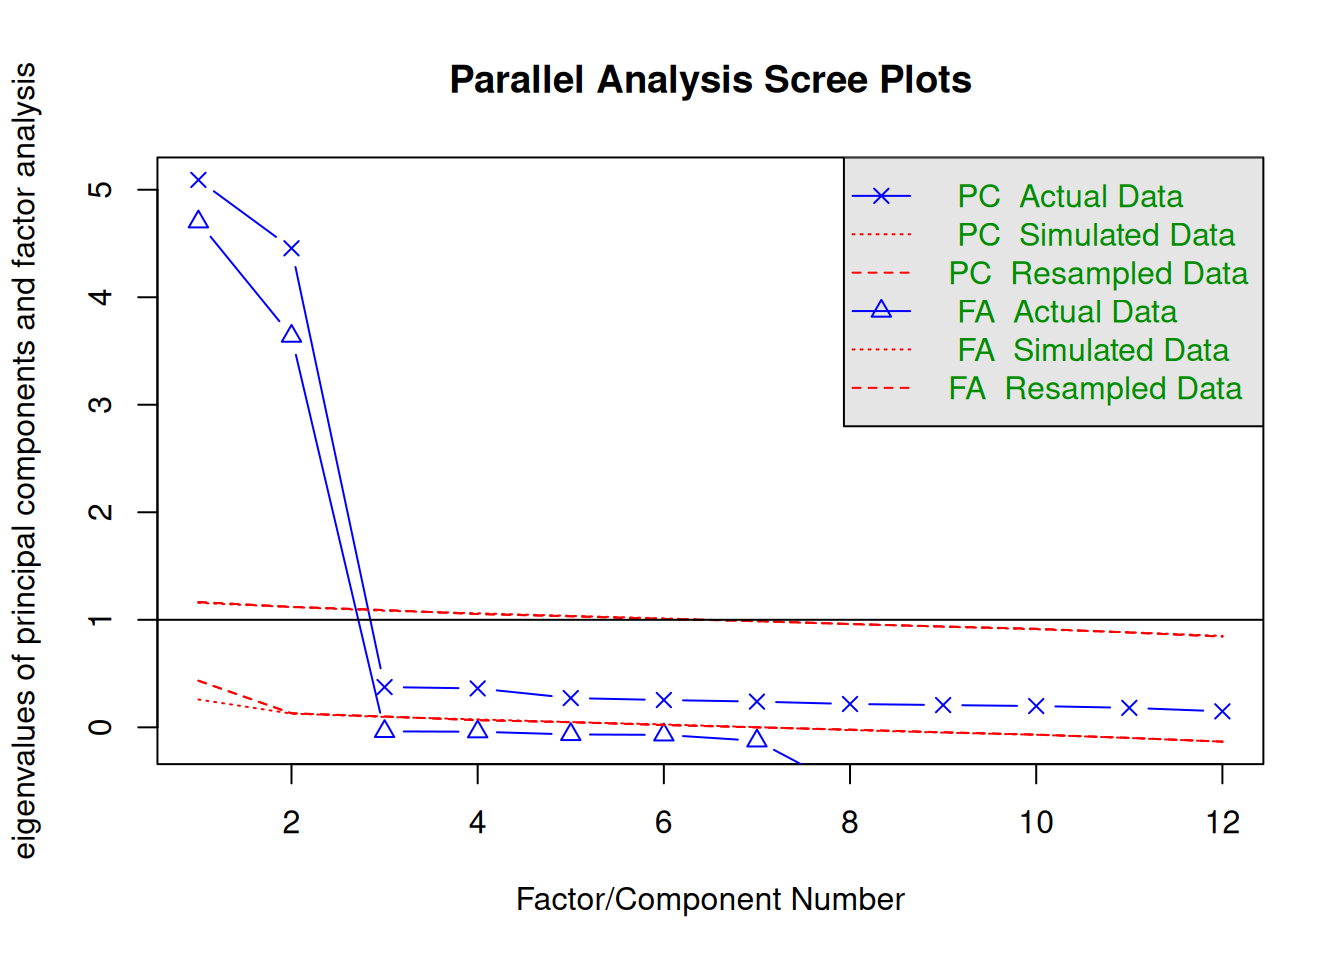 Parallel Analysis Scree Plots
eigenvalues of principal components and factor analysis
5
4
3
2
1
0
PC Actual Data
PC Simulated Data
PC Resampled Data
FA Actual Data
FA Simulated Data
FA Resampled Data
2 4 6 8 10 12
Factor/Component Number